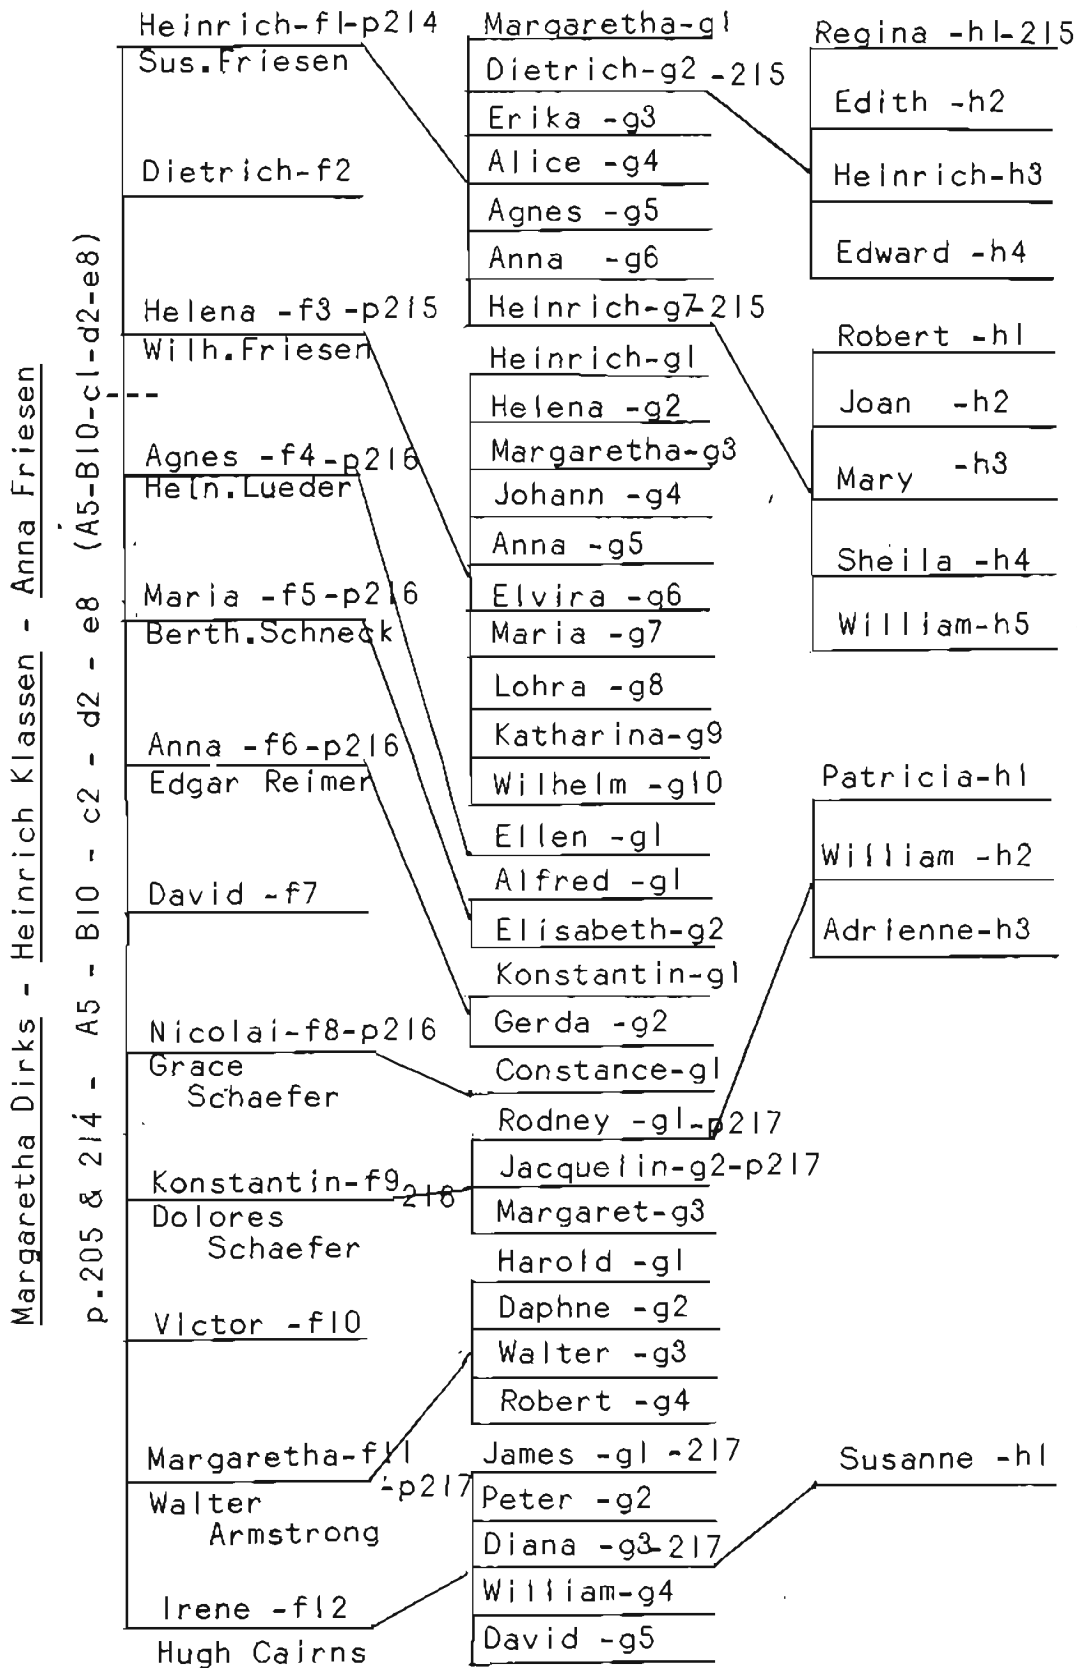 Margaretha Dirks - Heinrich Klassen - Anna Friesen
p.205 & 214 - A5 - B10 - c2 - d2 - e8 (A5-B10-c1-d2-e8)
Heinrich-f1-p214
Sus.Friesen
Dietrich-f2
Helena -f3 -p215
Wilh.Friesen
Agnes -f4 -p216
Hein.Lueder
Maria -f5-p216
Berth.Schneck
Anna -f6-p216
Edgar Reimer
David -f7
Nicolai-f8-p216
Grace
Schaefer
Konstantin-f9 216
Dolores
Schaefer
Victor -f10
Margaretha-f11
-p217
Walter
Armstrong
Irene -f12
Hugh Cairns
Margaretha-g1
Dietrich-g2 -215
Erika -g3
Alice -g4
Agnes -g5
Anna -g6
Heinrich-g7-215
Heinrich-g1
Helena -g2
Margaretha-g3
Johann -g4
Anna -g5
Elvira -g6
Maria -g7
Lohra -g8
Katharina-g9
Wilhelm -g10
Ellen -g1
Alfred -g1
Elisabeth-g2
Konstantin-g1
Gerda -g2
Constance-g1
Rodney -g1-p217
Jacquelin-g2-p217
Margaret-g3
Harold -g1
Daphne -g2
Walter -g3
Robert -g4
James -g1 -217
Peter -g2
Diana -g3-217
William-g4
David -g5
Regina -h1-215
Edith -h2
Heinrich-h3
Edward -h4
Robert -h1
Joan -h2
Mary -h3
Sheila -h4
William-h5
Patricia-h1
William -h2
Adrienne-h3
Susanne -h1